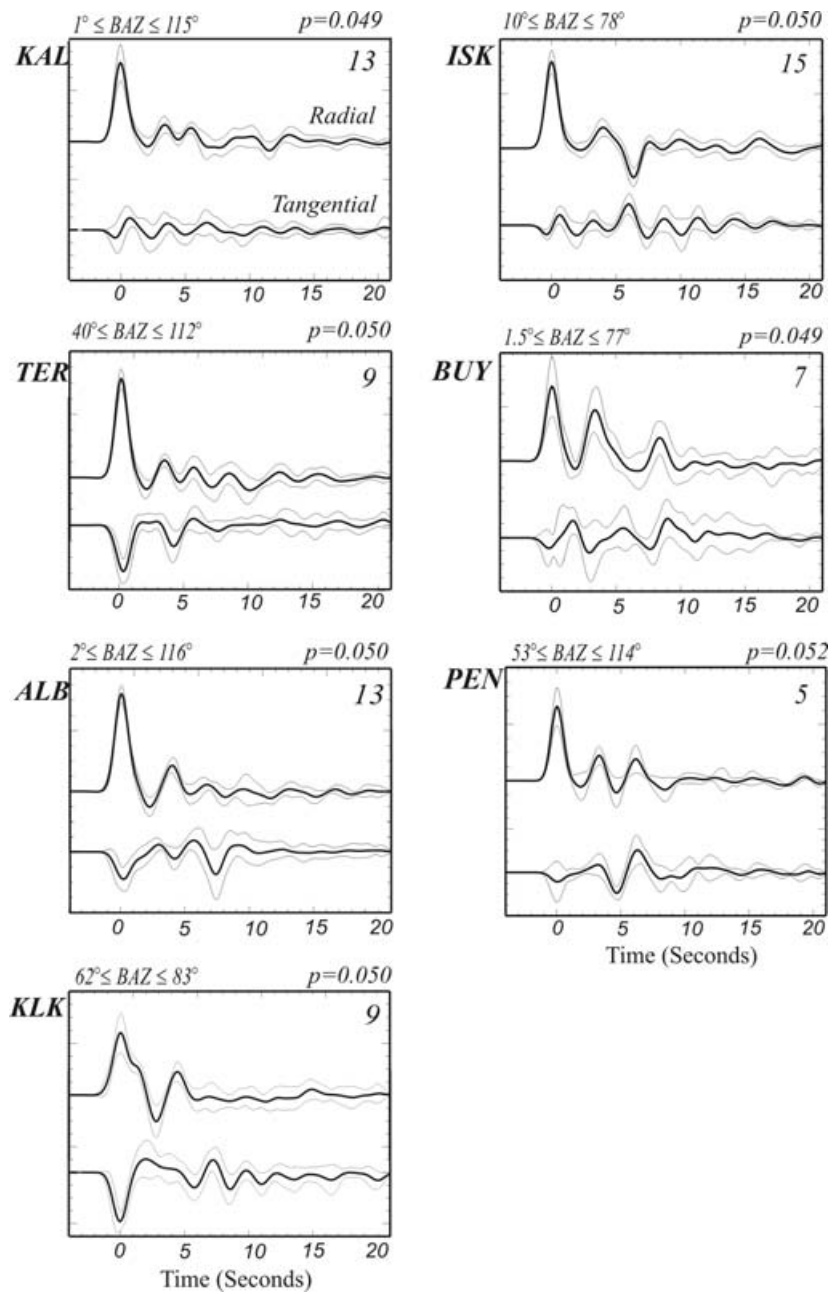 1° ≤ BAZ ≤ 115° p=0.049
KAL 13
Radial
Tangential
0 5 10 15 20
10° ≤ BAZ ≤ 78° p=0.050
ISK 15
0 5 10 15 20
40° ≤ BAZ ≤ 112° p=0.050
TER 9
0 5 10 15 20
1.5° ≤ BAZ ≤ 77° p=0.049
BUY 7
0 5 10 15 20
2° ≤ BAZ ≤ 116° p=0.050
ALB 13
0 5 10 15 20
53° ≤ BAZ ≤ 114° p=0.052
PEN 5
0 5 10 15 20
Time (Seconds)
62° ≤ BAZ ≤ 83° p=0.050
KLK 9
0 5 10 15 20
Time (Seconds)